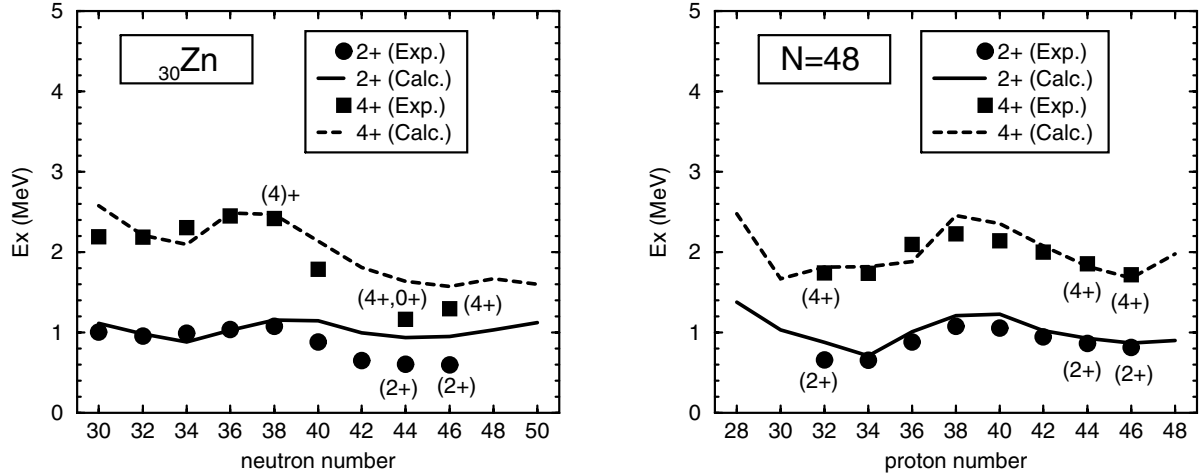 5
4
3
2
1
0
Ex (MeV)
₃₀Zn
2+ (Exp.)
2+ (Calc.)
4+ (Exp.)
4+ (Calc.)
(4)+
(4+,0+)
(4+)
(2+)
(2+)
30 32 34 36 38 40 42 44 46 48 50
neutron number
5
4
3
2
1
0
Ex (MeV)
N=48
2+ (Exp.)
2+ (Calc.)
4+ (Exp.)
4+ (Calc.)
(4+)
(4+)
(4+)
(2+)
(2+)
(2+)
28 30 32 34 36 38 40 42 44 46 48
proton number